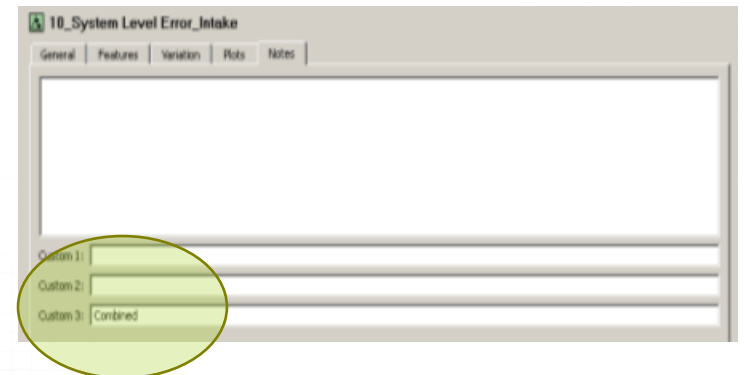 10_System Level Error_Intake
General Features Variation Plots Notes
Custom 1:
Custom 2:
Custom 3: Combined